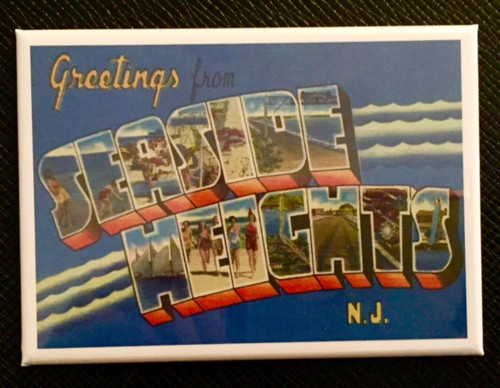 Greetings from
SEASIDE
HEIGHTS
N.J.